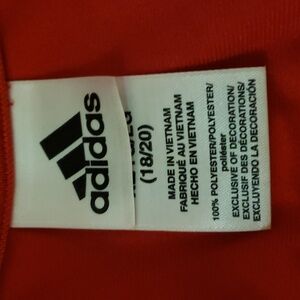 adidas
(18/20)
MADE IN VIETNAM
FABRIQUÉ AU VIETNAM
HECHO EN VIETNAM
100% POLYESTER/POLYESTER/
poliéster
EXCLUSIVE OF DECORATION/
EXCLUSIF DES DÉCORATIONS/
EXCLUYENDO LA DECORACIÓN